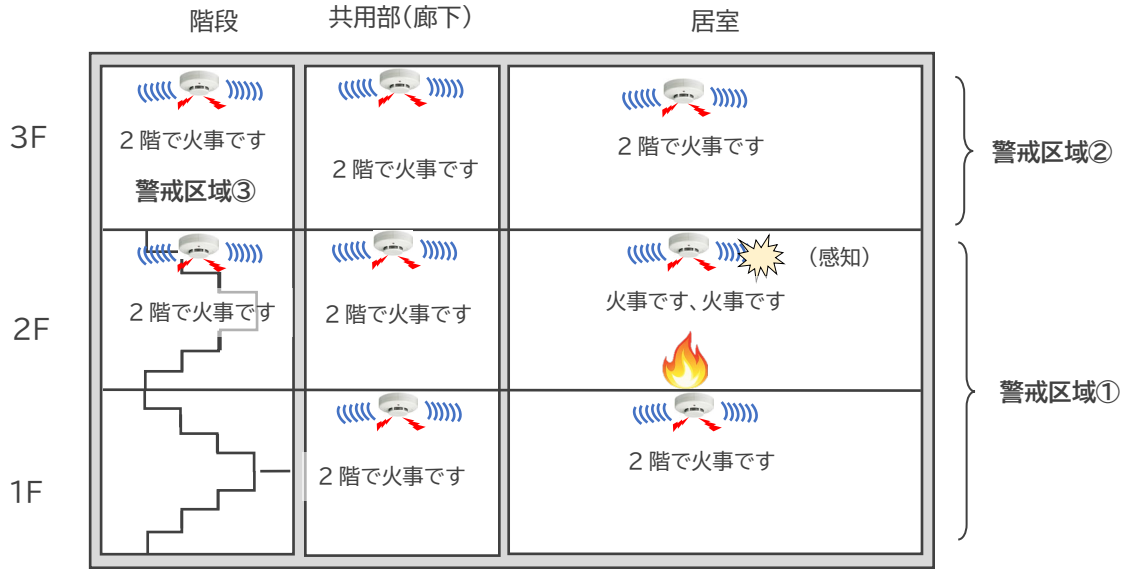 階段
共用部（廊下）
居室
3F
２階で火事です
２階で火事です
２階で火事です
警戒区域②
警戒区域③
2F
２階で火事です
２階で火事です
（感知）
火事です、火事です
警戒区域①
1F
２階で火事です
２階で火事です